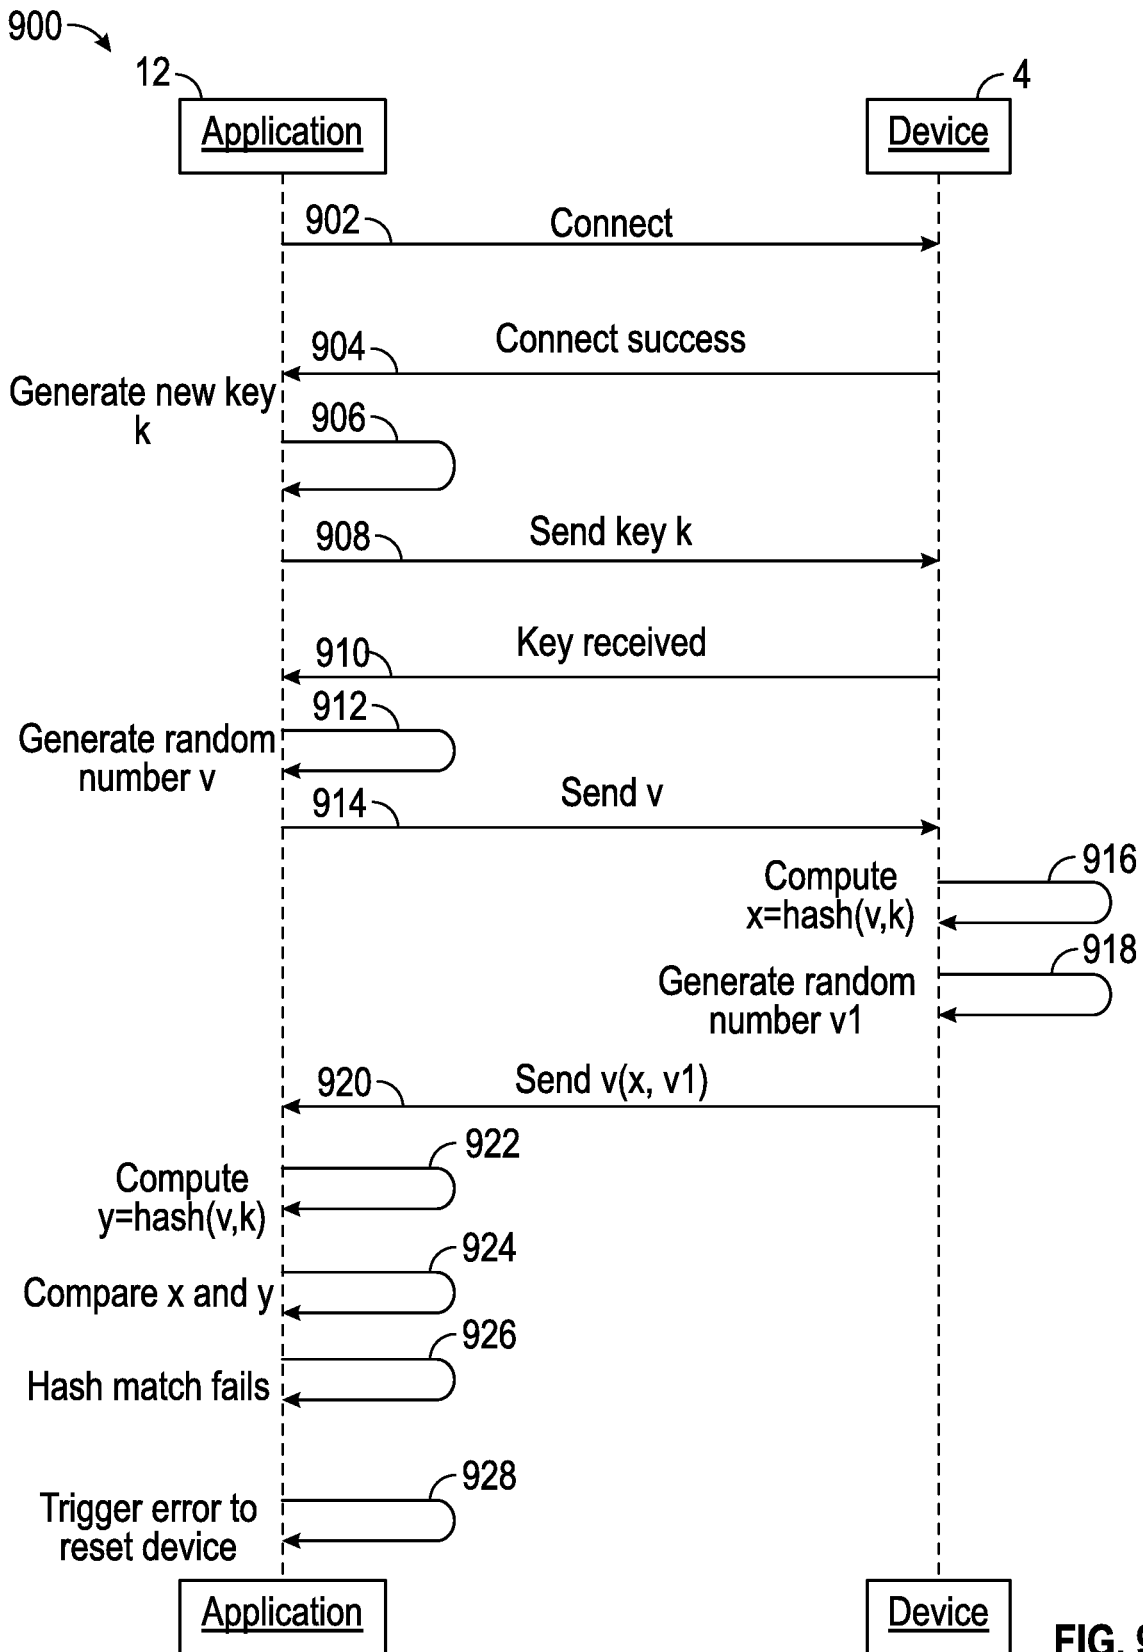 900
12
4
Application
Device
902
Connect
904
Connect success
Generate new key
k
906
908
Send key k
910
Key received
912
Generate random
number v
914
Send v
916
Compute
x=hash(v,k)
918
Generate random
number v1
920
Send v(x, v1)
922
Compute
y=hash(v,k)
924
Compare x and y
926
Hash match fails
928
Trigger error to
reset device
Application
Device
FIG. 9